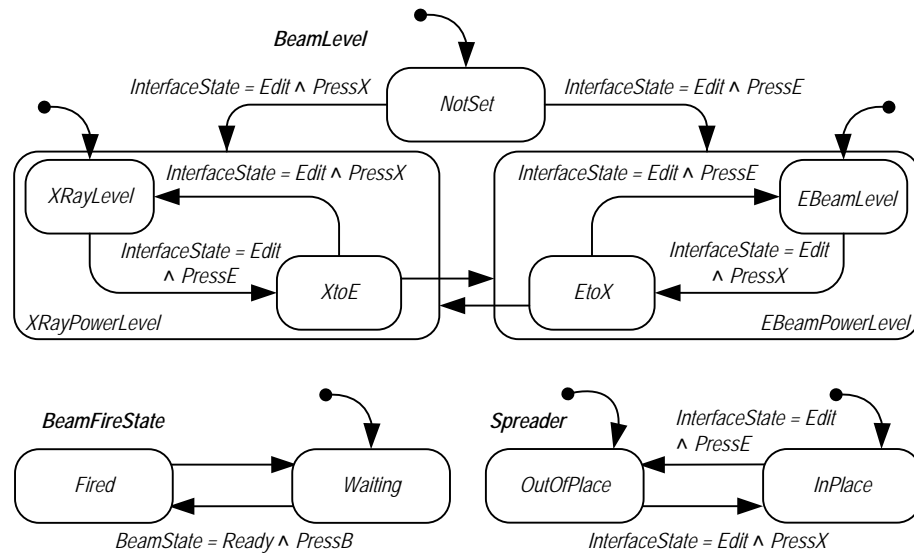 BeamLevel
InterfaceState = Edit ∧ PressX
InterfaceState = Edit ∧ PressE
NotSet
XRayLevel
InterfaceState = Edit ∧ PressX
InterfaceState = Edit
∧ PressE
XtoE
XRayPowerLevel
InterfaceState = Edit ∧ PressE
EBeamLevel
InterfaceState = Edit
∧ PressX
EtoX
EBeamPowerLevel
BeamFireState
Fired
Waiting
BeamState = Ready ∧ PressB
Spreader
InterfaceState = Edit
∧ PressE
OutOfPlace
InPlace
InterfaceState = Edit ∧ PressX